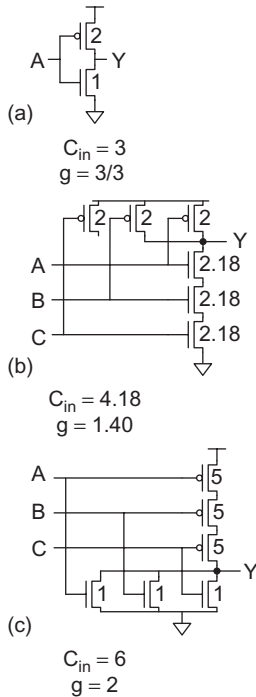 2
A Y
1
(a)
C_in = 3
g = 3/3
2 2 2
Y
A 2.18
B 2.18
C 2.18
(b)
C_in = 4.18
g = 1.40
A 5
B 5
C 5
Y
1 1 1
(c)
C_in = 6
g = 2